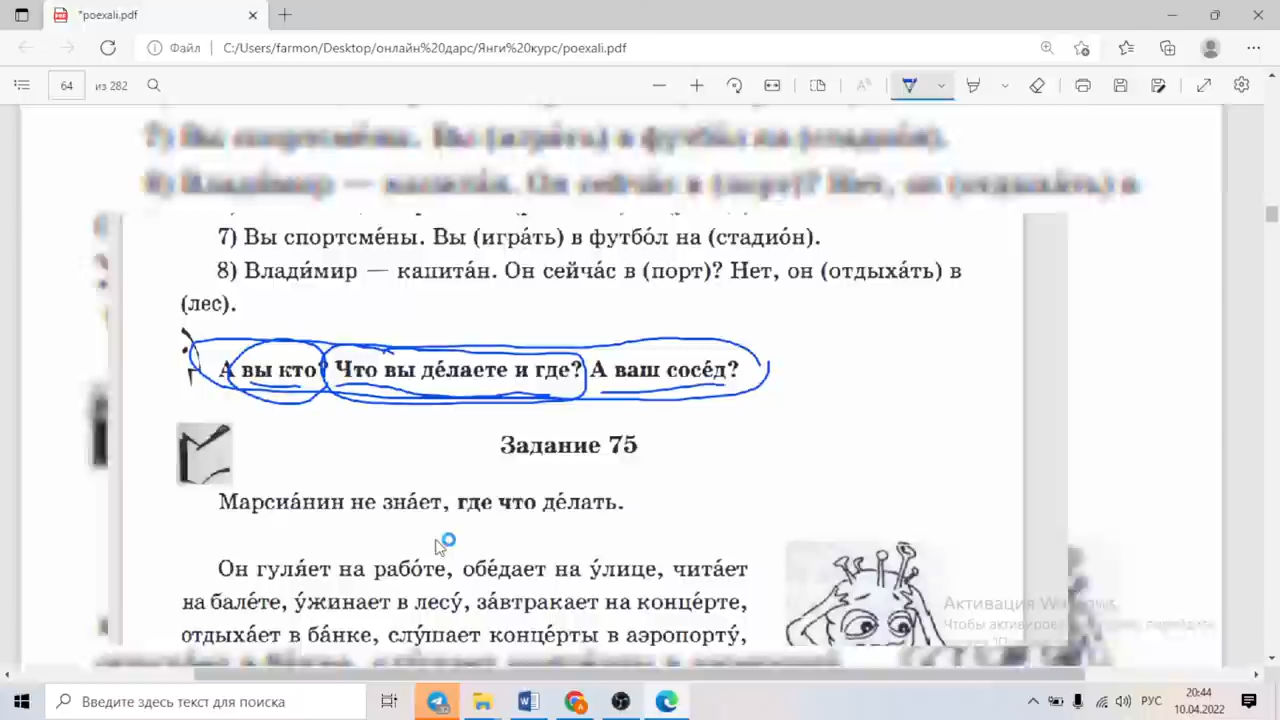 *poexali.pdf
Файл C:/Users/farmon/Desktop/онлайн%20дарс/Янги%20курс/poexali.pdf
64 из 282
7) Вы спортсме́ны. Вы (игра́ть) в футбо́л на (стадио́н).
8) Влади́мир — капита́н. Он сейча́с в (порт)? Нет, он (отдыха́ть) в
(лес).
А вы кто? Что вы де́лаете и где? А ваш сосе́д?
Задание 75
Марсиа́нин не зна́ет, где что де́лать.
Он гуля́ет на рабо́те, обе́дает на у́лице, чита́ет
на бале́те, у́жинает в лесу́, за́втракает на конце́рте,
отдыха́ет в ба́нке, слу́шает конце́рты в аэропорту́,
Активация Windows
Чтобы активировать
Введите здесь текст для поиска
РУС
20:44
10.04.2022